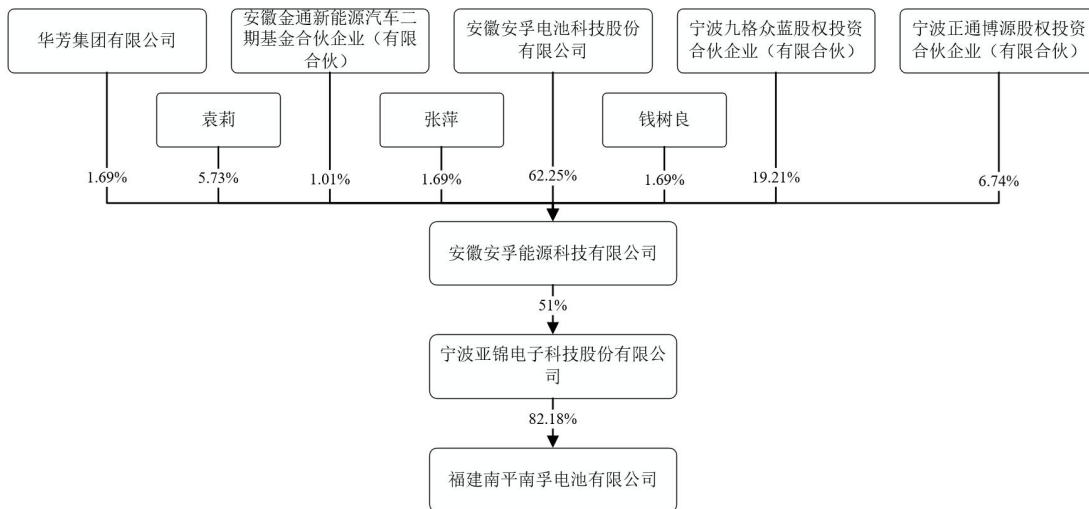 华芳集团有限公司
安徽金通新能源汽车二
期基金合伙企业（有限
合伙）
安徽安孚电池科技股份
有限公司
宁波九格众蓝股权投资
合伙企业（有限合伙）
宁波正通博源股权投资
合伙企业（有限合伙）
袁莉
张萍
钱树良
1.69%
5.73%
1.01%
1.69%
62.25%
1.69%
19.21%
6.74%
安徽安孚能源科技有限公司
51%
宁波亚锦电子科技股份有限公
司
82.18%
福建南平南孚电池有限公司